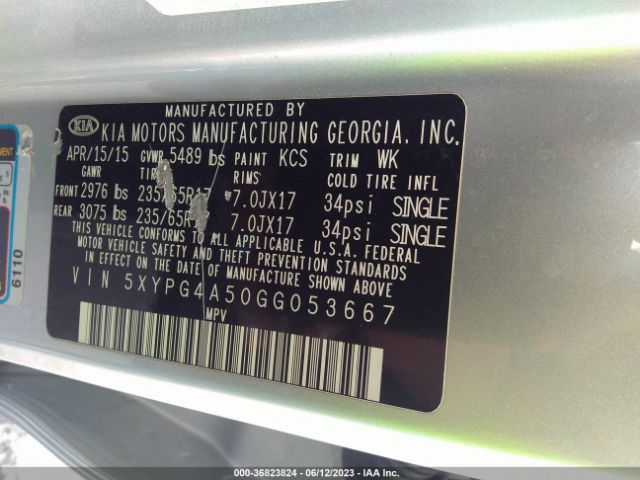 MANUFACTURED BY
KIA KIA MOTORS MANUFACTURING GEORGIA, INC.
APR/15/15 GVWR 5489 lbs PAINT KCS TRIM WK
GAWR RIMS COLD TIRE INFL
FRONT 2976 lbs 7.0JX17 34psi SINGLE
REAR 3075 lbs 7.0JX17 34psi SINGLE
THIS VEHICLE CONFORMS TO ALL APPLICABLE U.S.A. FEDERAL
MOTOR VEHICLE SAFETY AND THEFT PREVENTION STANDARDS
IN EFFECT ON THE DATE OF MANUFACTURE SHOWN ABOVE
VIN 5XYPG4A50GG053667
MPV
6110
000-36823824 - 06/12/2023 - IAA Inc.